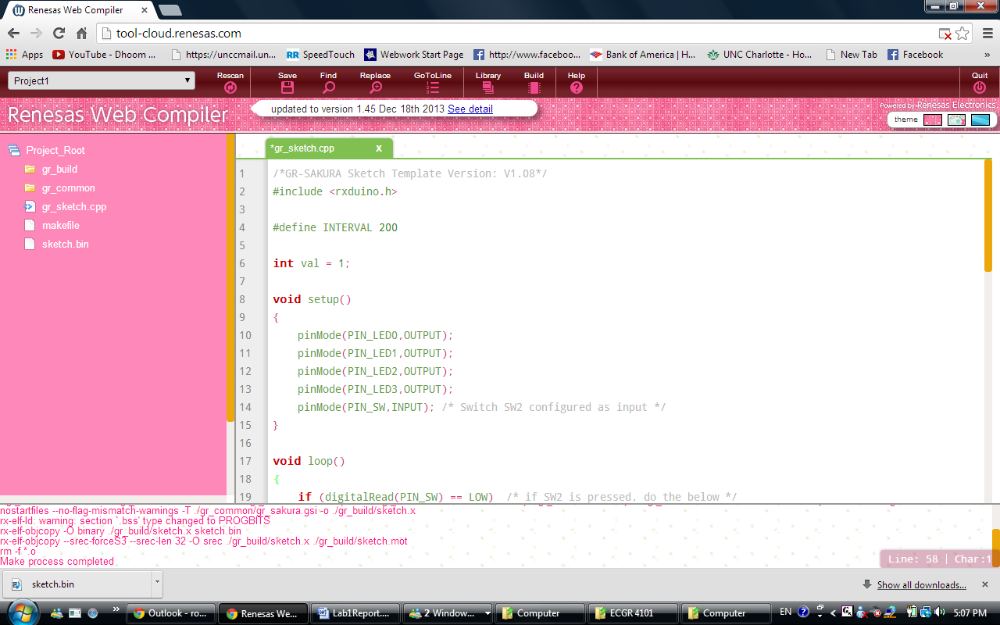 Renesas Web Compiler
tool-cloud.renesas.com
Apps YouTube - Dhoom ... https://unccmail.un... SpeedTouch Webwork Start Page http://www.faceboo... Bank of America | H... UNC Charlotte - Ho... New Tab Facebook »
Project1 Rescan Save Find Replace GoToLine Library Build Help Quit
Renesas Web Compiler
updated to version 1.45 Dec 18th 2013 See detail
Powered by Renesas Electronics
theme
Project_Root
gr_build
gr_common
gr_sketch.cpp
makefile
sketch.bin
*gr_sketch.cpp x
1 /*GR-SAKURA Sketch Template Version: V1.08*/
2 #include <rxduino.h>
3
4 #define INTERVAL 200
5
6 int val = 1;
7
8 void setup()
9 {
10 pinMode(PIN_LED0,OUTPUT);
11 pinMode(PIN_LED1,OUTPUT);
12 pinMode(PIN_LED2,OUTPUT);
13 pinMode(PIN_LED3,OUTPUT);
14 pinMode(PIN_SW,INPUT); /* Switch SW2 configured as input */
15 }
16
17 void loop()
18 {
19 if (digitalRead(PIN_SW) == LOW) /* if SW2 is pressed, do the below */
nostartfiles --no-flag-mismatch-warnings -T ./gr_common/gr_sakura.gsi -o ./gr_build/sketch.x
rx-elf-ld: warning: section `.bss' type changed to PROGBITS
rx-elf-objcopy -O binary ./gr_build/sketch.x sketch.bin
rx-elf-objcopy --srec-forceS3 --srec-len 32 -O srec ./gr_build/sketch.x ./gr_build/sketch.mot
rm -f *.o
Make process completed
Line: 58 | Char:1
sketch.bin
Show all downloads...
Outlook - ro... Renesas We... Lab1Report.... 2 Window... Computer ECGR 4101 Computer EN 5:07 PM